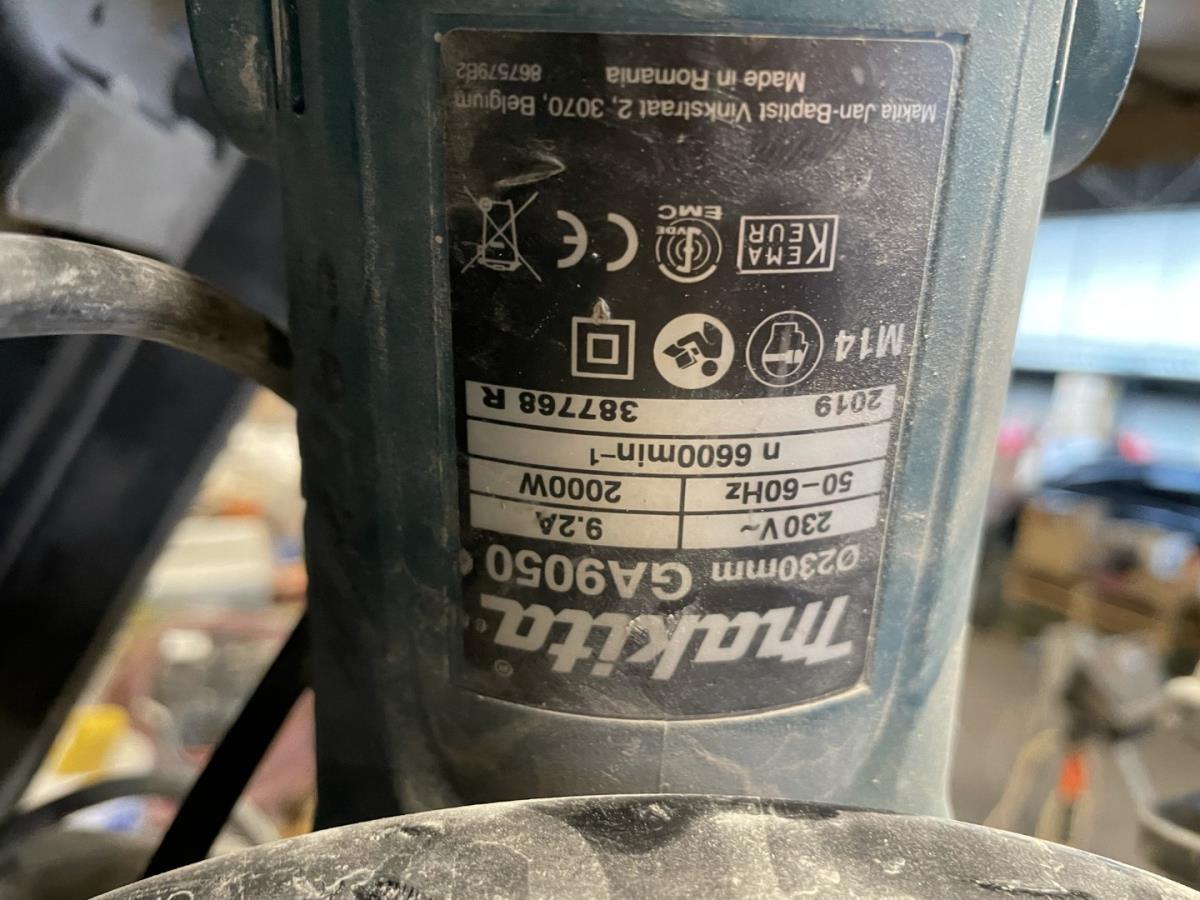 makita®
Ø230mm GA9050
230V~ 9.2A
50–60Hz 2000W
n 6600min⁻¹
2019 387768 R
M14
KEMA KEUR
VDE
EMC
CE
Makita Jan-Baptist Vinkstraat 2, 3070, Belgium
Made in Romania 867579B2